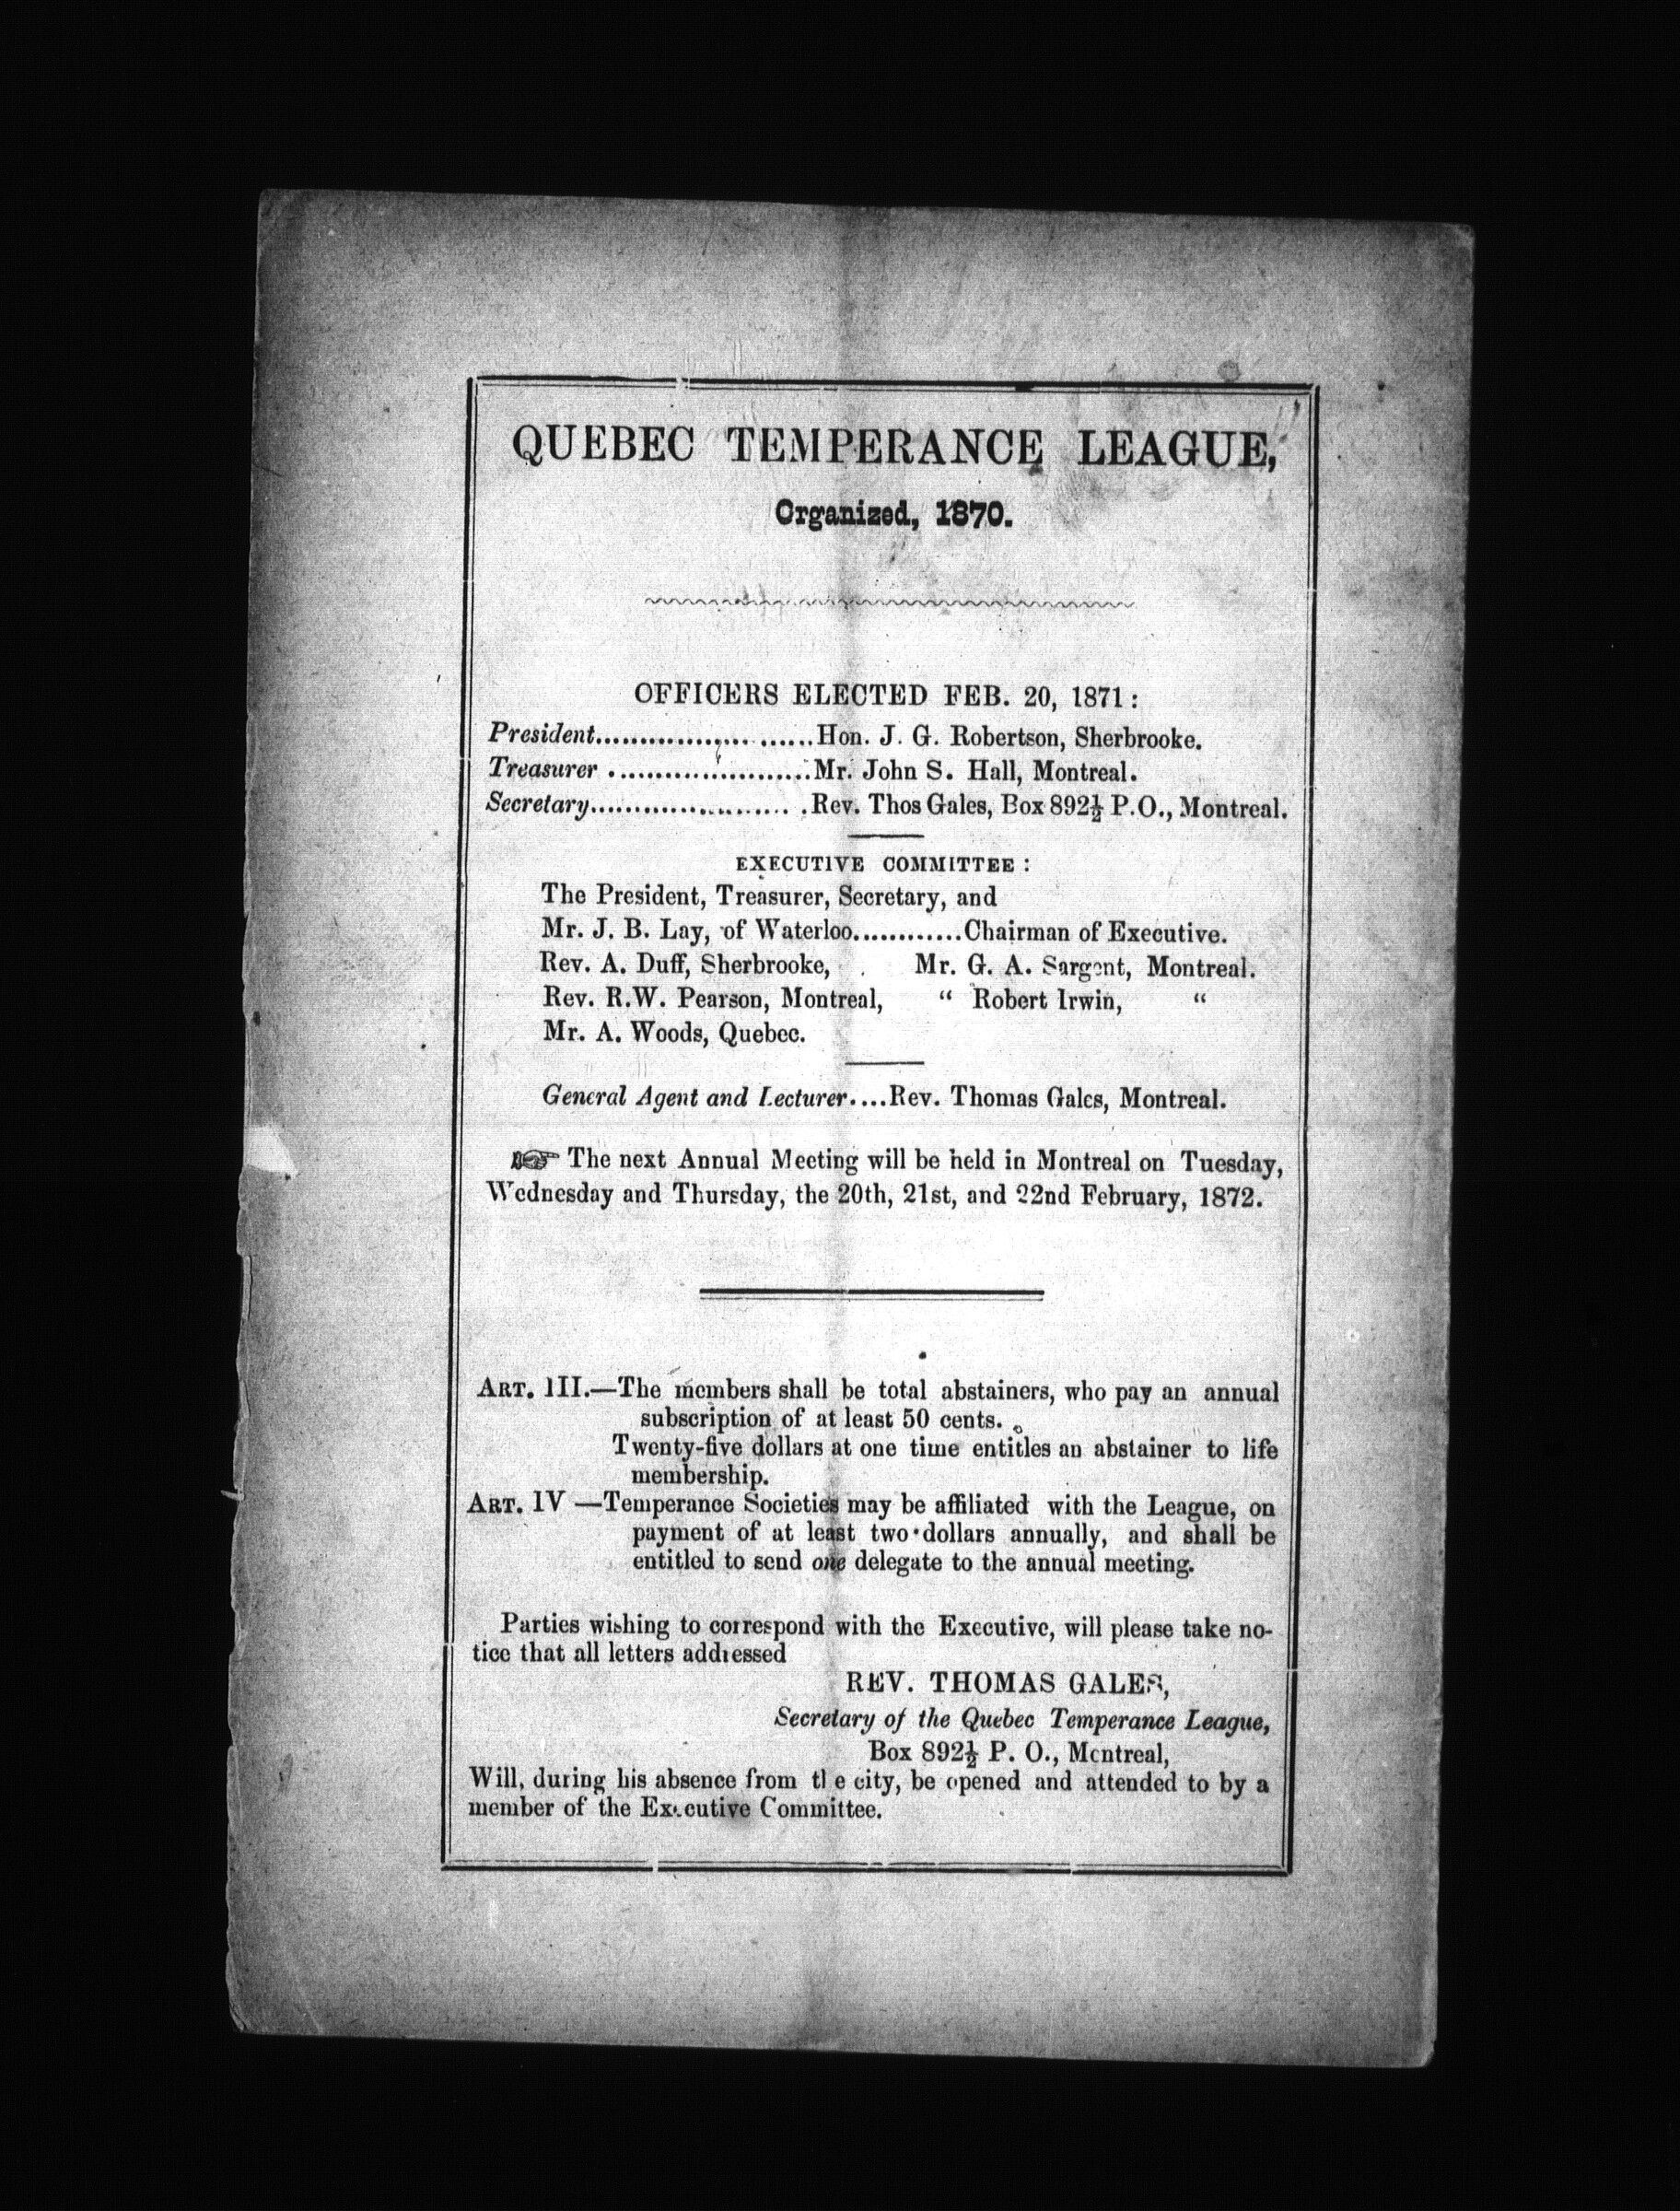 QUEBEC TEMPERANCE LEAGUE,
Organized, 1870.
OFFICERS ELECTED FEB. 20, 1871:
President........................Hon. J. G. Robertson, Sherbrooke.
Treasurer ......................Mr. John S. Hall, Montreal.
Secretary...................... .Rev. Thos Gales, Box 892½ P.O., Montreal.
EXECUTIVE COMMITTEE:
The President, Treasurer, Secretary, and
Mr. J. B. Lay, of Waterloo............Chairman of Executive.
Rev. A. Duff, Sherbrooke, Mr. G. A. Sargent, Montreal.
Rev. R.W. Pearson, Montreal, “ Robert Irwin, “
Mr. A. Woods, Quebec.
General Agent and Lecturer....Rev. Thomas Gales, Montreal.
☞ The next Annual Meeting will be held in Montreal on Tuesday,
Wednesday and Thursday, the 20th, 21st, and 22nd February, 1872.
ART. III.—The members shall be total abstainers, who pay an annual
subscription of at least 50 cents.
Twenty-five dollars at one time entitles an abstainer to life
membership.
ART. IV —Temperance Societies may be affiliated with the League, on
payment of at least two dollars annually, and shall be
entitled to send one delegate to the annual meeting.
Parties wishing to correspond with the Executive, will please take no-
tice that all letters addressed
REV. THOMAS GALES,
Secretary of the Quebec Temperance League,
Box 892½ P. O., Montreal,
Will, during his absence from the city, be opened and attended to by a
member of the Executive Committee.